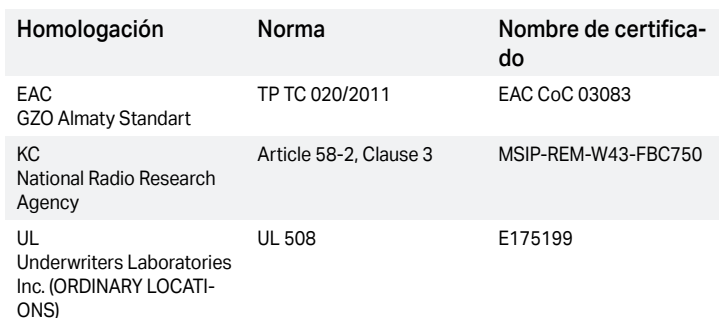 Homologación Norma Nombre de certifica-
do
EAC TP TC 020/2011 EAC CoC 03083
GZO Almaty Standart
KC Article 58-2, Clause 3 MSIP-REM-W43-FBC750
National Radio Research
Agency
UL UL 508 E175199
Underwriters Laboratories
Inc. (ORDINARY LOCATI-
ONS)